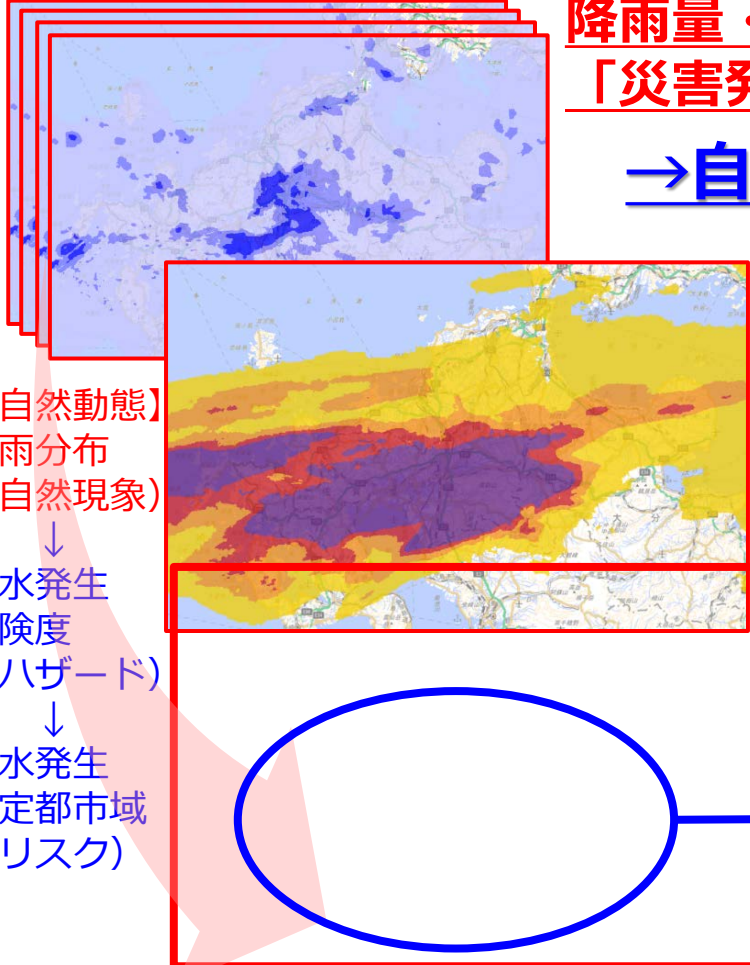 降雨量・
「災害発
→自
自然動態】
雨分布
自然現象）
↓
水発生
険度
ハザード）
↓
水発生
定都市域
リスク）